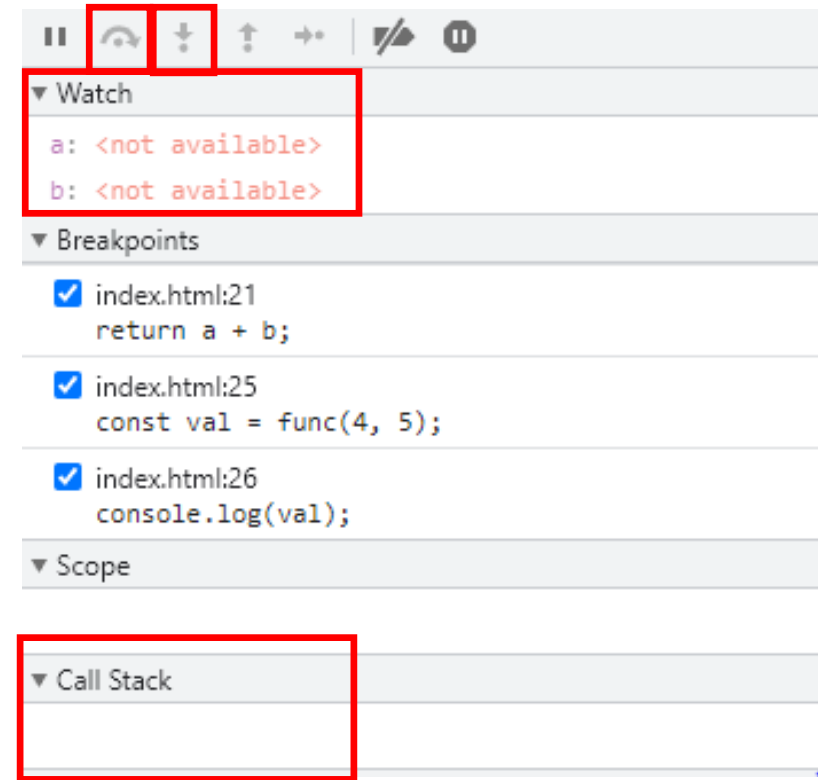 Watch
a: <not available>
b: <not available>
Breakpoints
index.html:21
return a + b;
index.html:25
const val = func(4, 5);
index.html:26
console.log(val);
Scope
Call Stack